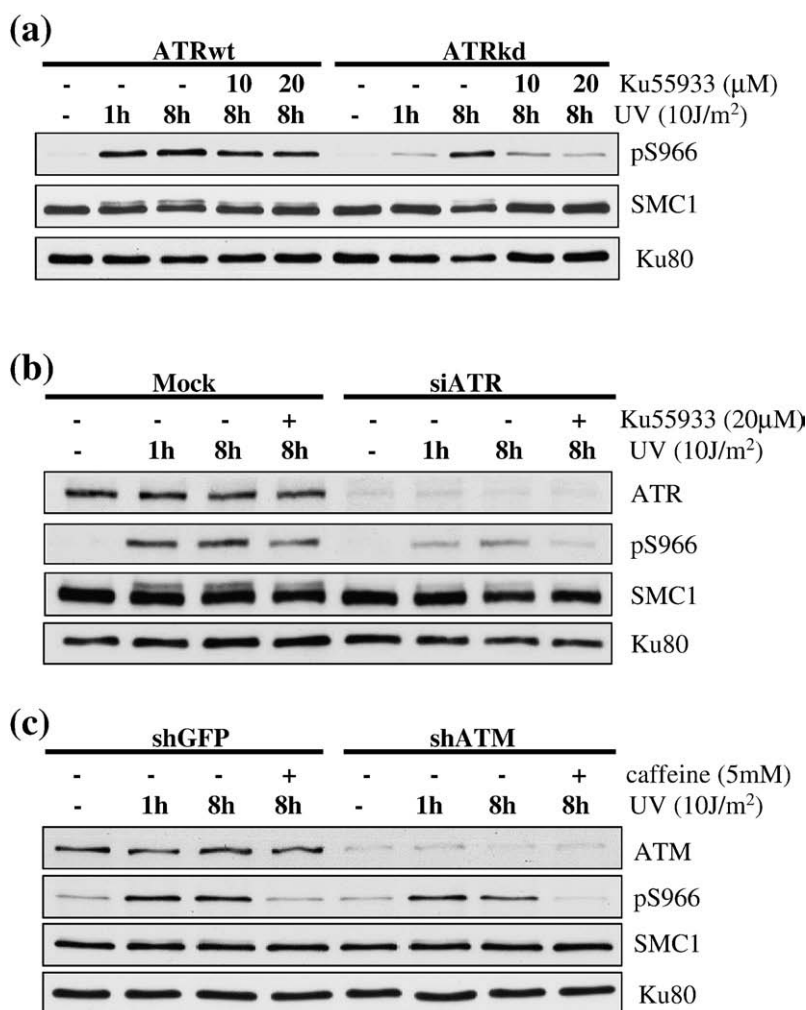 (a)
ATRwt ATRkd
- - - 10 20 - - - 10 20 Ku55933 (μM)
- 1h 8h 8h 8h - 1h 8h 8h 8h UV (10J/m²)
pS966
SMC1
Ku80
(b)
Mock siATR
- - - + - - - + Ku55933 (20μM)
- 1h 8h 8h - 1h 8h 8h UV (10J/m²)
ATR
pS966
SMC1
Ku80
(c)
shGFP shATM
- - - + - - - + caffeine (5mM)
- 1h 8h 8h - 1h 8h 8h UV (10J/m²)
ATM
pS966
SMC1
Ku80